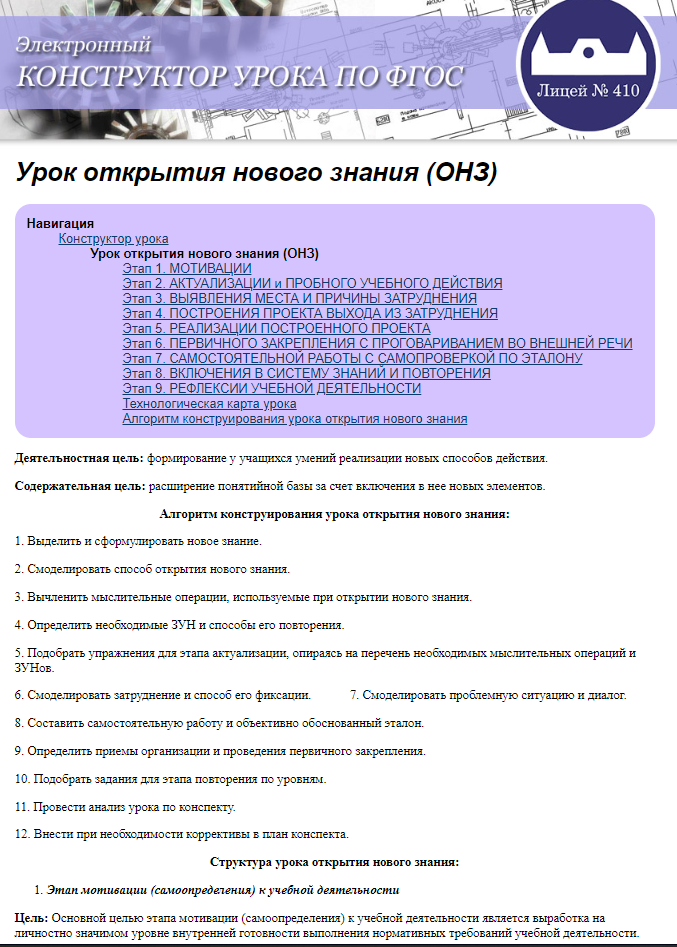 Электронный
КОНСТРУКТОР УРОКА ПО ФГОС
Лицей № 410
Урок открытия нового знания (ОНЗ)
Навигация
Конструктор урока
Урок открытия нового знания (ОНЗ)
Этап 1. МОТИВАЦИИ
Этап 2. АКТУАЛИЗАЦИИ и ПРОБНОГО УЧЕБНОГО ДЕЙСТВИЯ
Этап 3. ВЫЯВЛЕНИЯ МЕСТА И ПРИЧИНЫ ЗАТРУДНЕНИЯ
Этап 4. ПОСТРОЕНИЯ ПРОЕКТА ВЫХОДА ИЗ ЗАТРУДНЕНИЯ
Этап 5. РЕАЛИЗАЦИИ ПОСТРОЕННОГО ПРОЕКТА
Этап 6. ПЕРВИЧНОГО ЗАКРЕПЛЕНИЯ С ПРОГОВАРИВАНИЕМ ВО ВНЕШНЕЙ РЕЧИ
Этап 7. САМОСТОЯТЕЛЬНОЙ РАБОТЫ С САМОПРОВЕРКОЙ ПО ЭТАЛОНУ
Этап 8. ВКЛЮЧЕНИЯ В СИСТЕМУ ЗНАНИЙ И ПОВТОРЕНИЯ
Этап 9. РЕФЛЕКСИИ УЧЕБНОЙ ДЕЯТЕЛЬНОСТИ
Технологическая карта урока
Алгоритм конструирования урока открытия нового знания
Деятельностная цель: формирование у учащихся умений реализации новых способов действия.
Содержательная цель: расширение понятийной базы за счет включения в нее новых элементов.
Алгоритм конструирования урока открытия нового знания:
1. Выделить и сформулировать новое знание.
2. Смоделировать способ открытия нового знания.
3. Вычленить мыслительные операции, используемые при открытии нового знания.
4. Определить необходимые ЗУН и способы его повторения.
5. Подобрать упражнения для этапа актуализации, опираясь на перечень необходимых мыслительных операций и
ЗУНов.
6. Смоделировать затруднение и способ его фиксации. 7. Смоделировать проблемную ситуацию и диалог.
8. Составить самостоятельную работу и объективно обоснованный эталон.
9. Определить приемы организации и проведения первичного закрепления.
10. Подобрать задания для этапа повторения по уровням.
11. Провести анализ урока по конспекту.
12. Внести при необходимости коррективы в план конспекта.
Структура урока открытия нового знания:
1. Этап мотивации (самоопределения) к учебной деятельности
Цель: Основной целью этапа мотивации (самоопределения) к учебной деятельности является выработка на
личностно значимом уровне внутренней готовности выполнения нормативных требований учебной деятельности.